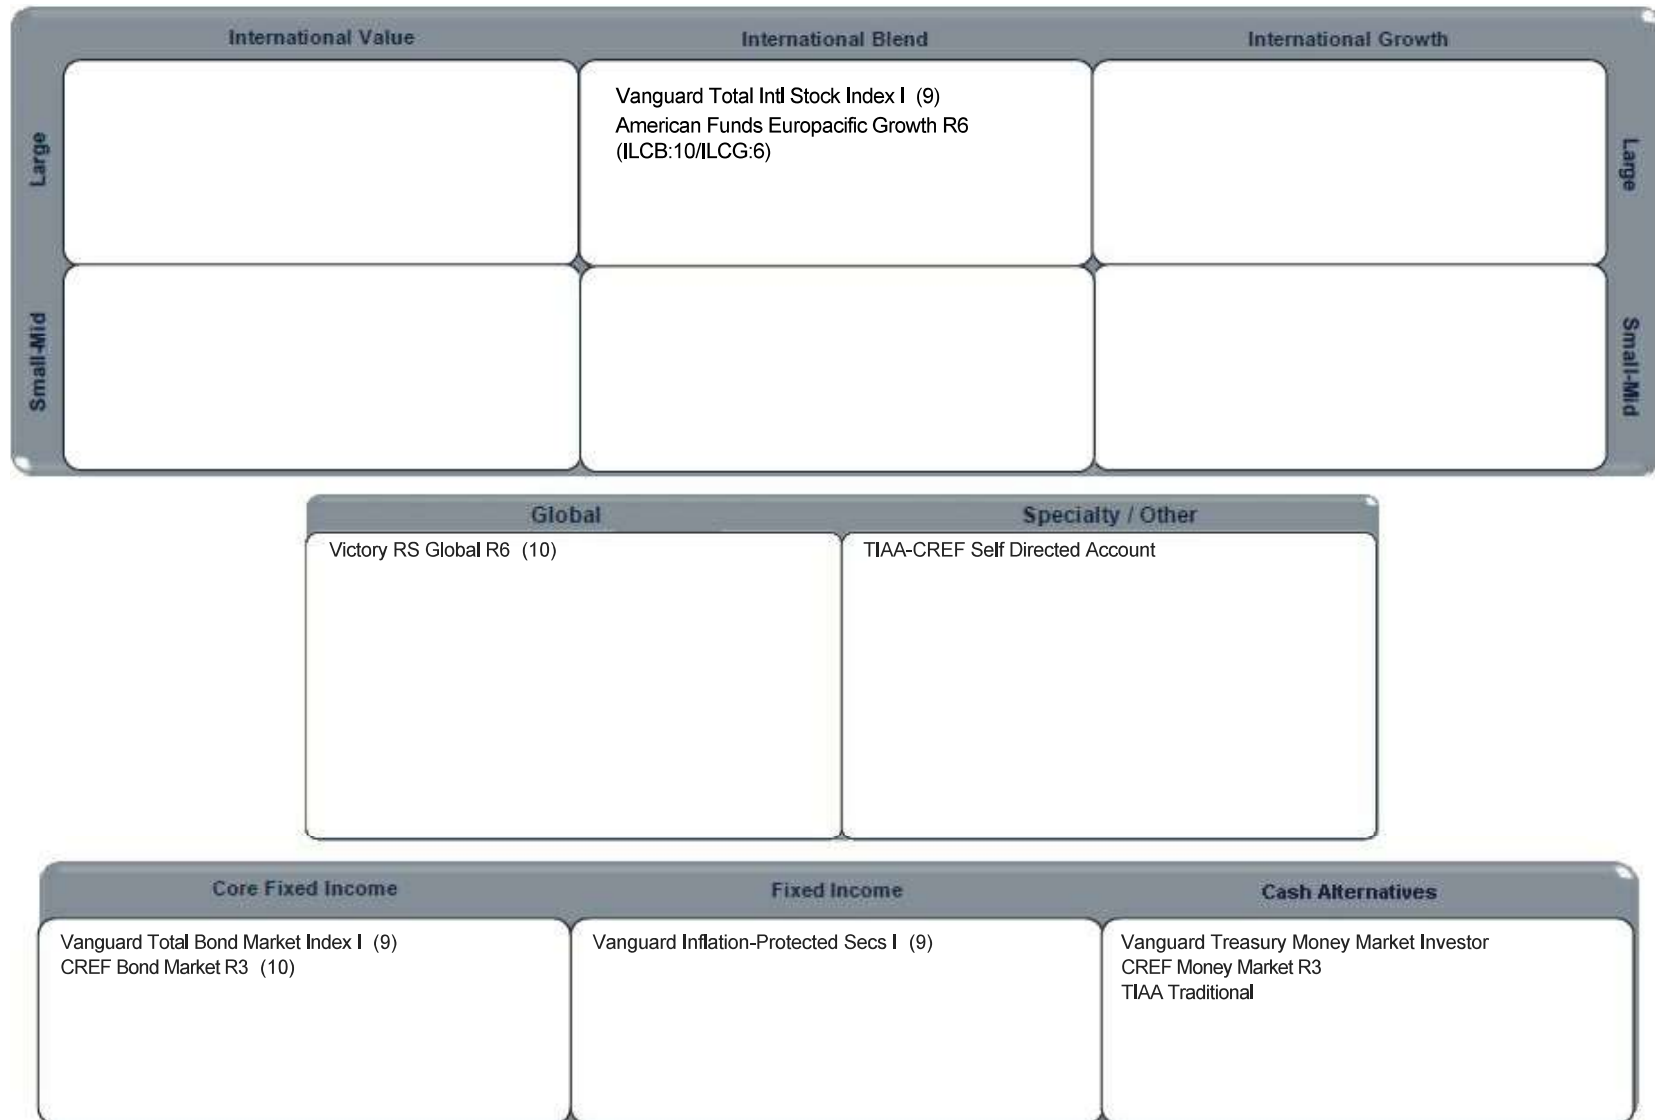 International Value
International Blend
International Growth
Large
Vanguard Total Intl Stock Index I (9)
American Funds Europacific Growth R6
(ILCB:10/ILCG:6)
Large
Small-Mid
Small-Mid
Global
Specialty / Other
Victory RS Global R6 (10)
TIAA-CREF Self Directed Account
Core Fixed Income
Fixed Income
Cash Alternatives
Vanguard Total Bond Market Index I (9)
CREF Bond Market R3 (10)
Vanguard Inflation-Protected Secs I (9)
Vanguard Treasury Money Market Investor
CREF Money Market R3
TIAA Traditional